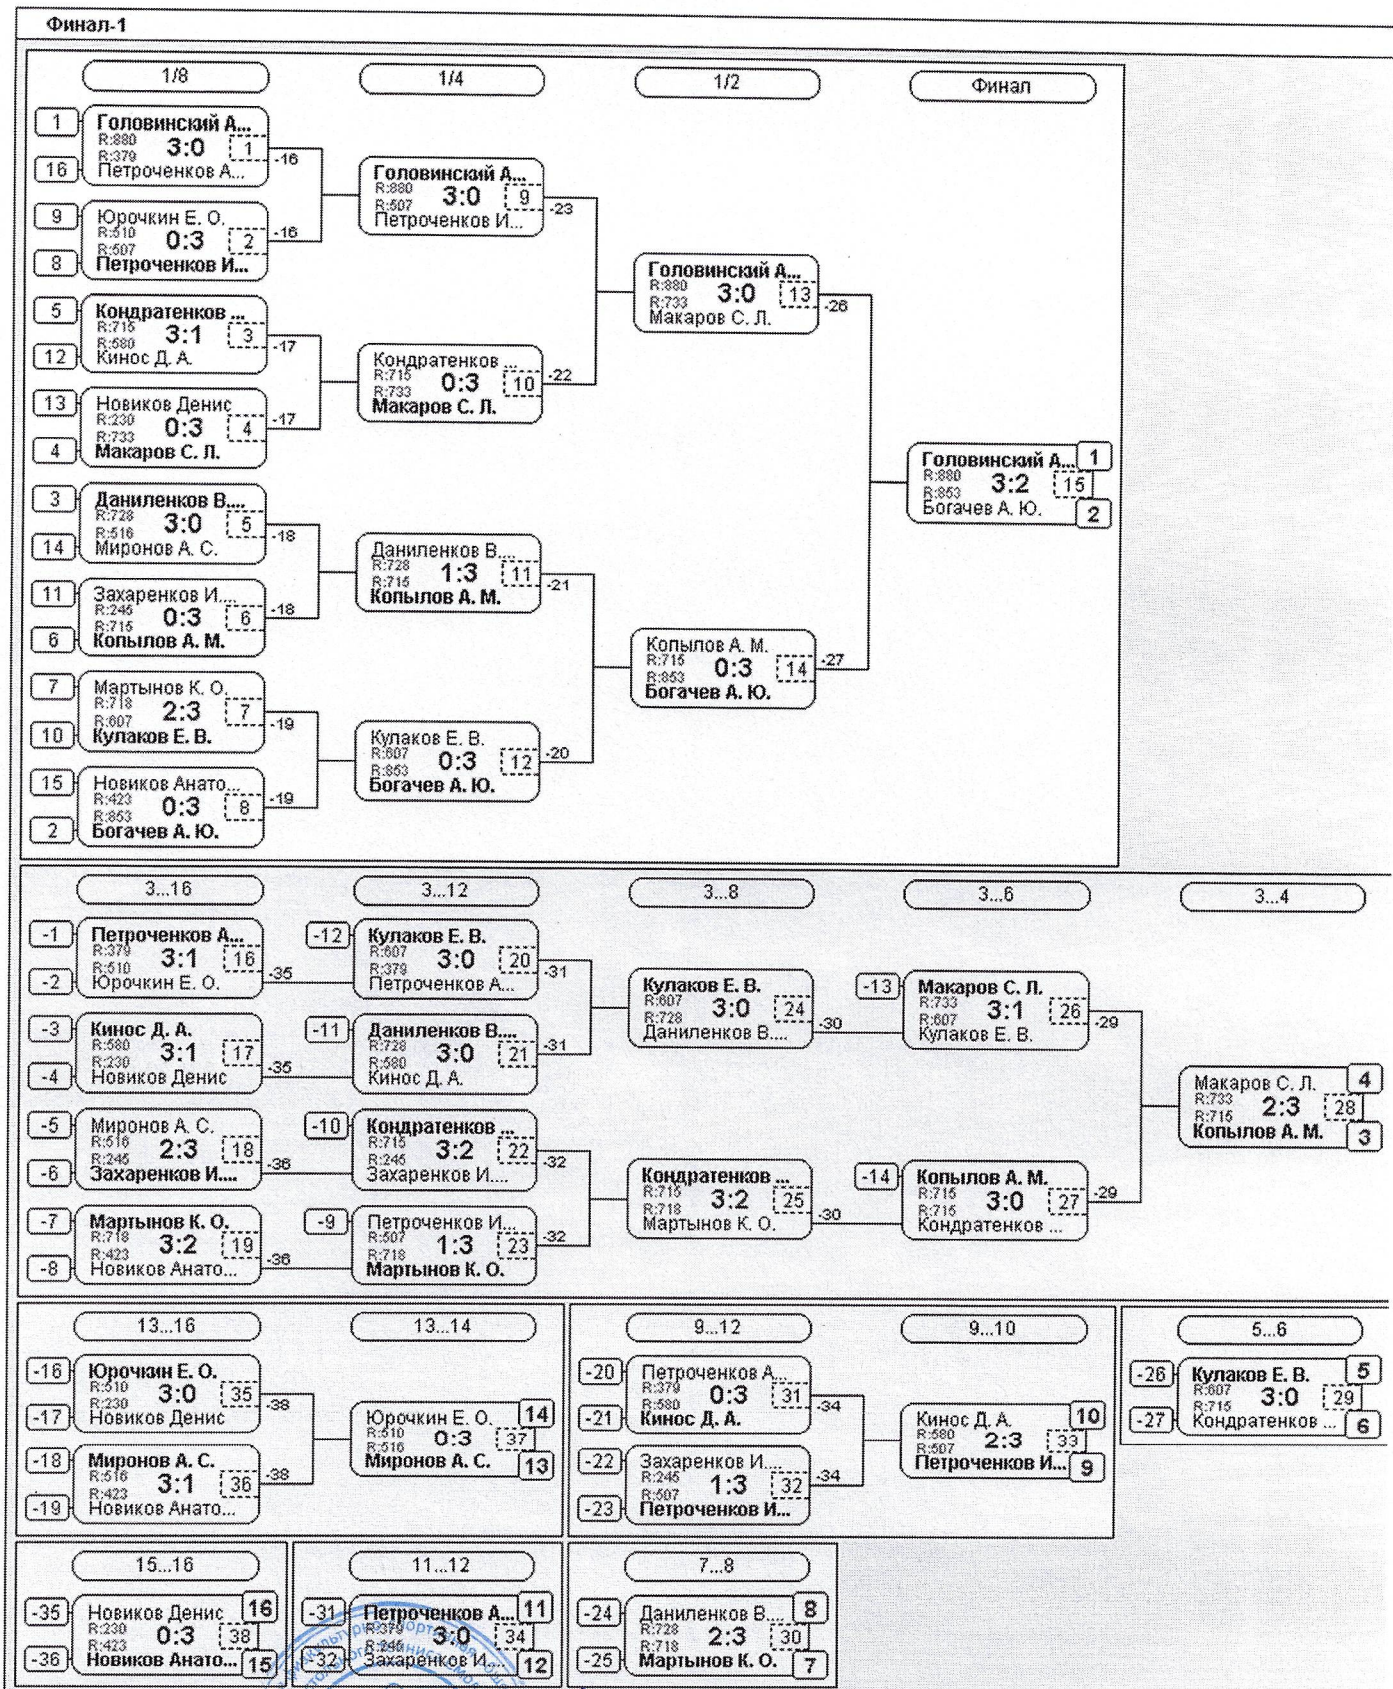 Финал-1
1/8
1/4
1/2
Финал
1
Головинский А...
R:880
3:0
1
-16
R:379
16
Петроченков А...
9
Юрочкин Е. О.
R:510
0:3
2
-16
R:507
8
Петроченков И...
5
Кондратенков ...
R:715
3:1
3
-17
R:580
12
Кинос Д. А.
13
Новиков Денис
R:230
0:3
4
-17
R:733
4
Макаров С. Л.
3
Даниленков В....
R:728
3:0
5
-18
R:516
14
Миронов А. С.
11
Захаренков И....
R:245
0:3
6
-18
R:715
6
Копылов А. М.
7
Мартынов К. О.
R:718
2:3
7
-19
R:607
10
Кулаков Е. В.
15
Новиков Анато...
R:423
0:3
8
-19
R:853
2
Богачев А. Ю.
Головинский А...
R:880
3:0
9
-23
R:507
Петроченков И...
Кондратенков ...
R:715
0:3
10
-22
R:733
Макаров С. Л.
Даниленков В....
R:728
1:3
11
-21
R:715
Копылов А. М.
Кулаков Е. В.
R:607
0:3
12
-20
R:853
Богачев А. Ю.
Головинский А...
R:880
3:0
13
-26
R:733
Макаров С. Л.
Копылов А. М.
R:715
0:3
14
-27
R:853
Богачев А. Ю.
Головинский А...
1
R:880
3:2
15
R:853
Богачев А. Ю.
2
3...16
3...12
3...8
3...6
3...4
-1
Петроченков А...
R:379
3:1
16
-35
R:510
-2
Юрочкин Е. О.
-3
Кинос Д. А.
R:580
3:1
17
-35
R:230
-4
Новиков Денис
-5
Миронов А. С.
R:516
2:3
18
-36
R:245
-6
Захаренков И....
-7
Мартынов К. О.
R:718
3:2
19
-36
R:423
-8
Новиков Анато...
-12
Кулаков Е. В.
R:607
3:0
20
-31
R:379
Петроченков А...
-11
Даниленков В....
R:728
3:0
21
-31
R:580
Кинос Д. А.
-10
Кондратенков ...
R:715
3:2
22
-32
R:245
Захаренков И....
-9
Петроченков И...
R:507
1:3
23
-32
R:718
Мартынов К. О.
Кулаков Е. В.
R:607
3:0
24
-30
R:728
Даниленков В....
Кондратенков ...
R:715
3:2
25
-30
R:718
Мартынов К. О.
-13
Макаров С. Л.
R:733
3:1
26
-29
R:607
Кулаков Е. В.
-14
Копылов А. М.
R:715
3:0
27
-29
R:715
Кондратенков ...
Макаров С. Л.
4
R:733
2:3
28
R:715
Копылов А. М.
3
13...16
13...14
9...12
9...10
5...6
-16
Юрочкин Е. О.
R:510
3:0
35
-38
R:230
-17
Новиков Денис
-18
Миронов А. С.
R:516
3:1
36
-38
R:423
-19
Новиков Анато...
Юрочкин Е. О.
14
R:510
0:3
37
R:516
Миронов А. С.
13
-20
Петроченков А...
R:379
0:3
31
-34
R:580
-21
Кинос Д. А.
-22
Захаренков И....
R:245
1:3
32
-34
R:507
-23
Петроченков И...
Кинос Д. А.
10
R:580
2:3
33
R:507
Петроченков И...
9
-26
Кулаков Е. В.
5
R:607
3:0
29
R:715
-27
Кондратенков ...
6
15...16
11...12
7...8
-35
Новиков Денис
16
R:230
0:3
38
R:423
-36
Новиков Анато...
15
-31
Петроченков А...
11
R:379
3:0
34
R:245
-32
Захаренков И....
12
-24
Даниленков В....
8
R:728
2:3
30
R:718
-25
Мартынов К. О.
7